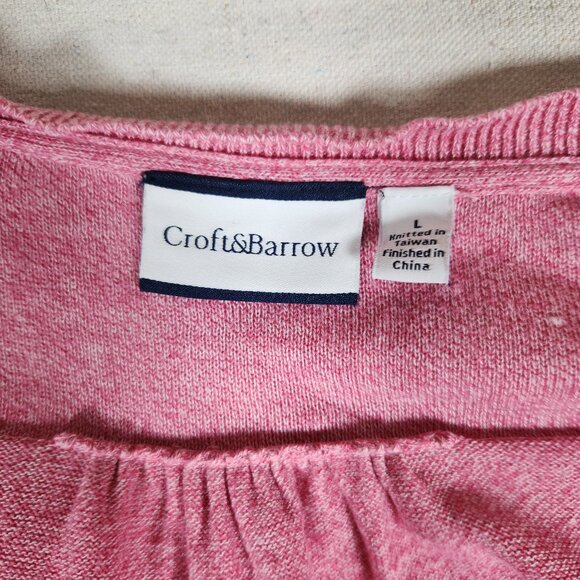 Croft&Barrow
L
Knitted in
Taiwan
Finished in
China